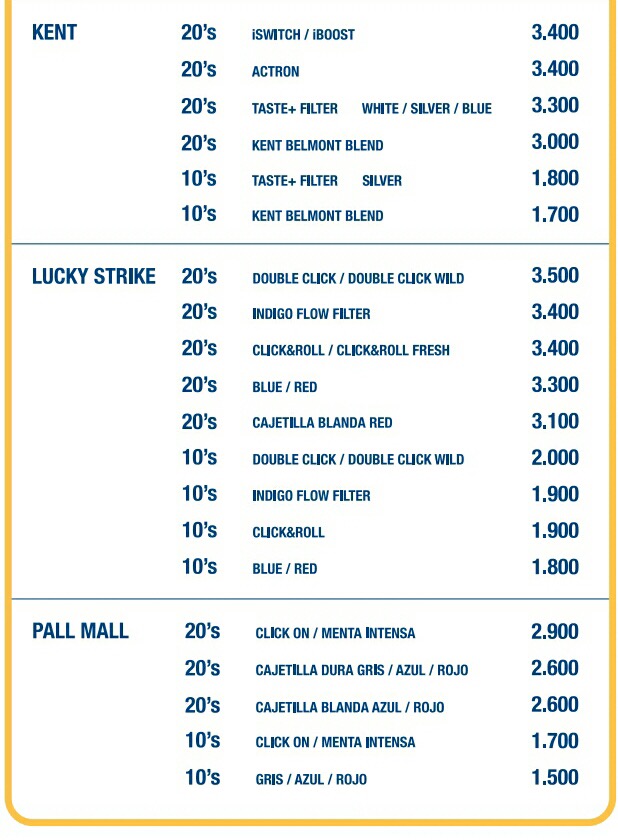 KENT 20's iSWITCH / iBOOST 3.400
20's ACTRON 3.400
20's TASTE+ FILTER WHITE / SILVER / BLUE 3.300
20's KENT BELMONT BLEND 3.000
10's TASTE+ FILTER SILVER 1.800
10's KENT BELMONT BLEND 1.700
LUCKY STRIKE 20's DOUBLE CLICK / DOUBLE CLICK WILD 3.500
20's INDIGO FLOW FILTER 3.400
20's CLICK&ROLL / CLICK&ROLL FRESH 3.400
20's BLUE / RED 3.300
20's CAJETILLA BLANDA RED 3.100
10's DOUBLE CLICK / DOUBLE CLICK WILD 2.000
10's INDIGO FLOW FILTER 1.900
10's CLICK&ROLL 1.900
10's BLUE / RED 1.800
PALL MALL 20's CLICK ON / MENTA INTENSA 2.900
20's CAJETILLA DURA GRIS / AZUL / ROJO 2.600
20's CAJETILLA BLANDA AZUL / ROJO 2.600
10's CLICK ON / MENTA INTENSA 1.700
10's GRIS / AZUL / ROJO 1.500